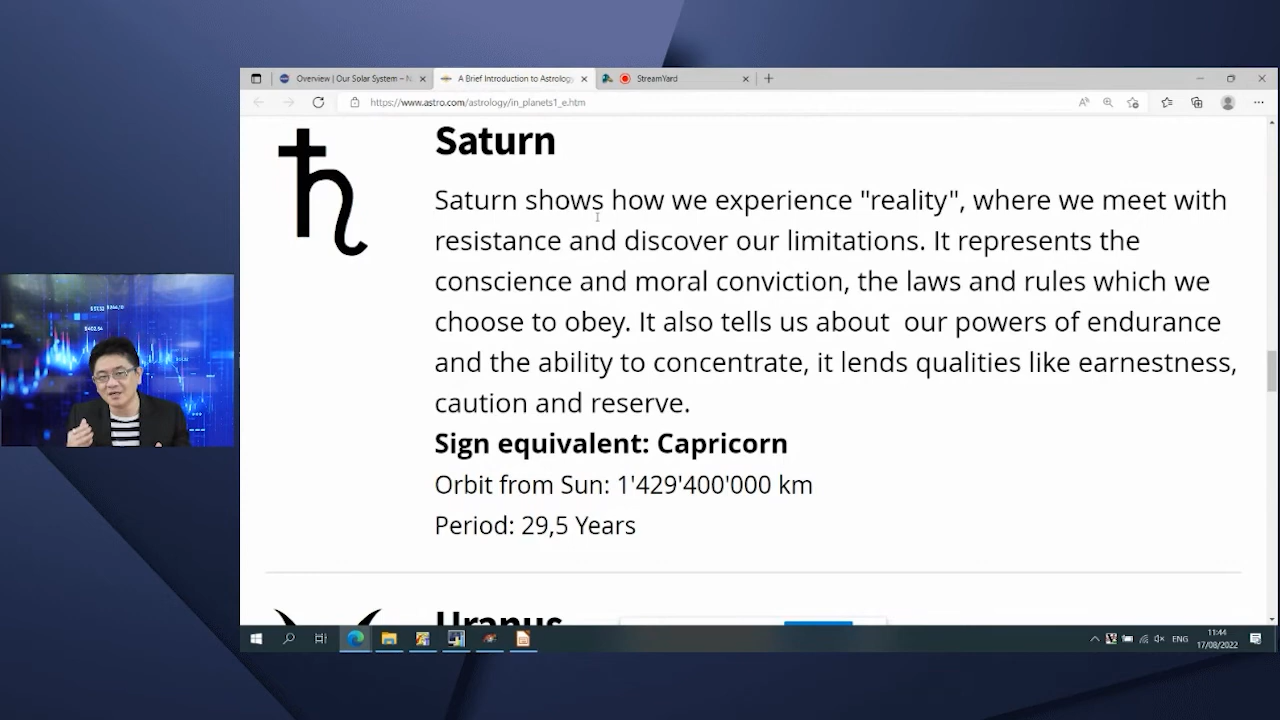 Overview | Our Solar System – N
A Brief Introduction to Astrology
StreamYard
https://www.astro.com/astrology/in_planets1_e.htm
Saturn
Saturn shows how we experience "reality", where we meet with
resistance and discover our limitations. It represents the
conscience and moral conviction, the laws and rules which we
choose to obey. It also tells us about our powers of endurance
and the ability to concentrate, it lends qualities like earnestness,
caution and reserve.
Sign equivalent: Capricorn
Orbit from Sun: 1'429'400'000 km
Period: 29,5 Years
Uranus
ENG
11:44
17/08/2022